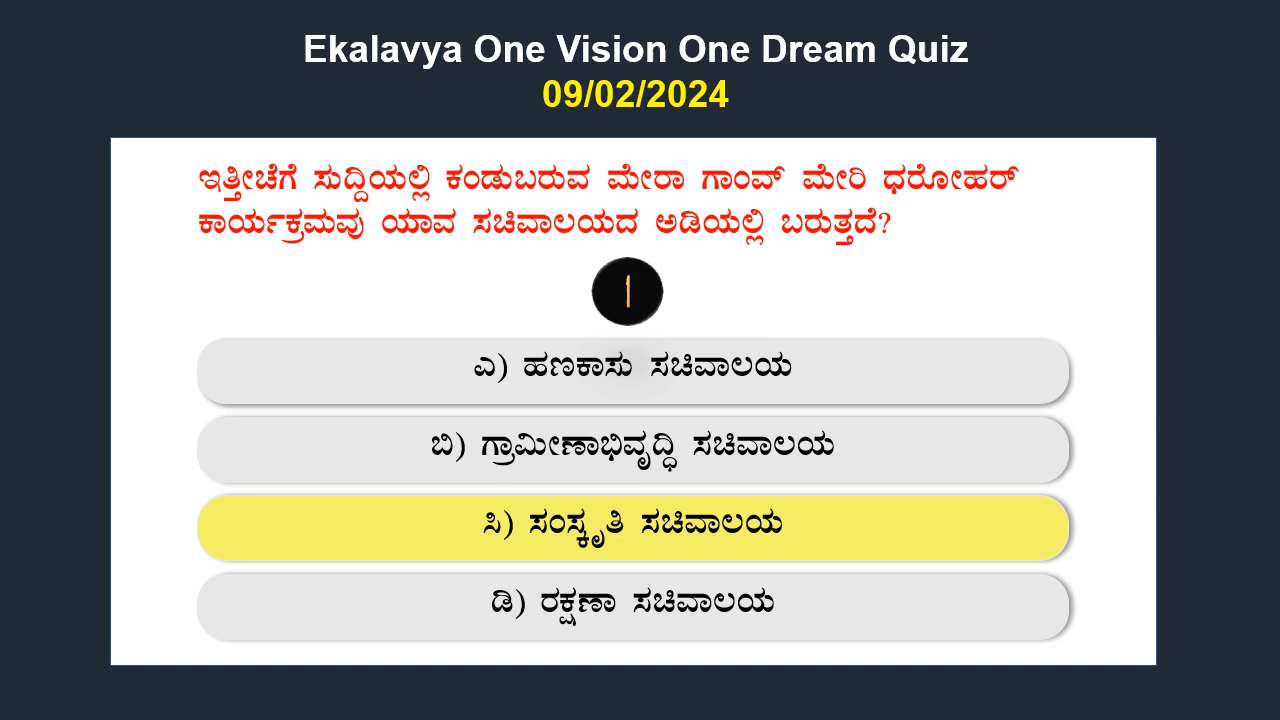 Ekalavya One Vision One Dream Quiz
09/02/2024
ಇತ್ತೀಚೆಗೆ ಸುದ್ದಿಯಲ್ಲಿ ಕಂಡುಬರುವ ಮೇರಾ ಗಾಂವ್ ಮೇರಿ ಧರೋಹರ್
ಕಾರ್ಯಕ್ರಮವು ಯಾವ ಸಚಿವಾಲಯದ ಅಡಿಯಲ್ಲಿ ಬರುತ್ತದೆ?
1
ಎ) ಹಣಕಾಸು ಸಚಿವಾಲಯ
ಬಿ) ಗ್ರಾಮೀಣಾಭಿವೃದ್ಧಿ ಸಚಿವಾಲಯ
ಸಿ) ಸಂಸ್ಕೃತಿ ಸಚಿವಾಲಯ
ಡಿ) ರಕ್ಷಣಾ ಸಚಿವಾಲಯ